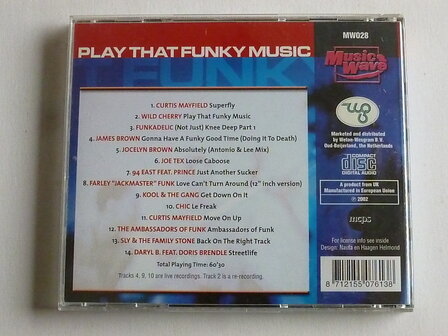 PLAY THAT FUNKY MUSIC
FUNKY
1. CURTIS MAYFIELD Superfly
2. WILD CHERRY Play That Funky Music
3. FUNKADELIC (Not Just) Knee Deep Part 1
4. JAMES BROWN Gonna Have A Funky Good Time (Doing It To Death)
5. JOCELYN BROWN Absolutely (Antonio & Lee Mix)
6. JOE TEX Loose Caboose
7. 94 EAST FEAT. PRINCE Just Another Sucker
8. FARLEY "JACKMASTER" FUNK Love Can't Turn Around (12" inch version)
9. KOOL & THE GANG Get Down On It
10. CHIC Le Freak
11. CURTIS MAYFIELD Move On Up
12. THE AMBASSADORS OF FUNK Ambassadors of Funk
13. SLY & THE FAMILY STONE Back On The Right Track
14. DARYL B. FEAT. DORIS BRENDLE Streetlife
Total Playing Time: 60'30
Tracks 4, 9, 10 are live recordings. Track 2 is a re-recording.
MW028
Music
Wave
Marketed and distributed
by Weton-Wesgram B.V.
Oud-Beijerland, the Netherlands
COMPACT
disc
DIGITAL AUDIO
A product from UK
Manufactured in European Union
℗ 2002
mcps
For license info see inside
Design: Navita en Haagen Helmond
8 712155 076138